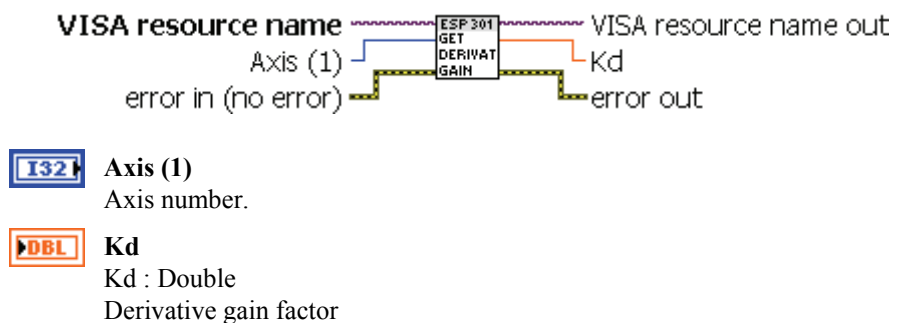 VISA resource name
ESP 301
GET
DERIVAT
GAIN
VISA resource name out
Axis (1)
Kd
error in (no error)
error out
I32
Axis (1)
Axis number.
DBL
Kd
Kd : Double
Derivative gain factor